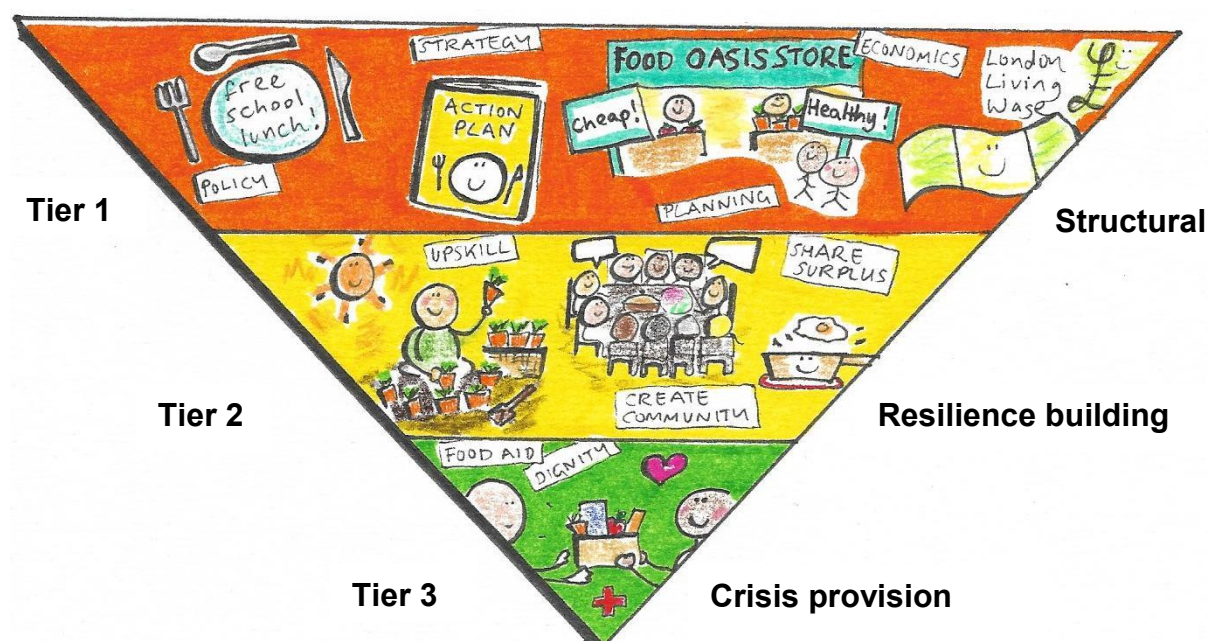 STRATEGY
FOOD OASIS STORE
ECONOMICS
free
school
lunch!
ACTION
PLAN
cheap!
Healthy!
London
Living
Wage
£
POLICY
PLANNING
Tier 1
Structural
UPSKILL
SHARE
SURPLUS
CREATE
COMMUNITY
Tier 2
Resilience building
FOOD AID
DIGNITY
Tier 3
Crisis provision